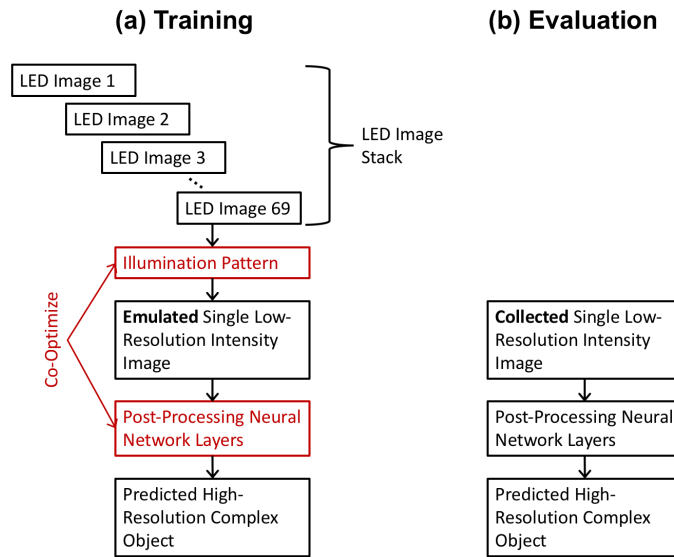 (a) Training
LED Image 1
LED Image 2
LED Image 3
LED Image 69
LED Image
Stack
Illumination Pattern
Co-Optimize
Emulated Single Low-
Resolution Intensity
Image
Post-Processing Neural
Network Layers
Predicted High-
Resolution Complex
Object
(b) Evaluation
Collected Single Low-
Resolution Intensity
Image
Post-Processing Neural
Network Layers
Predicted High-
Resolution Complex
Object